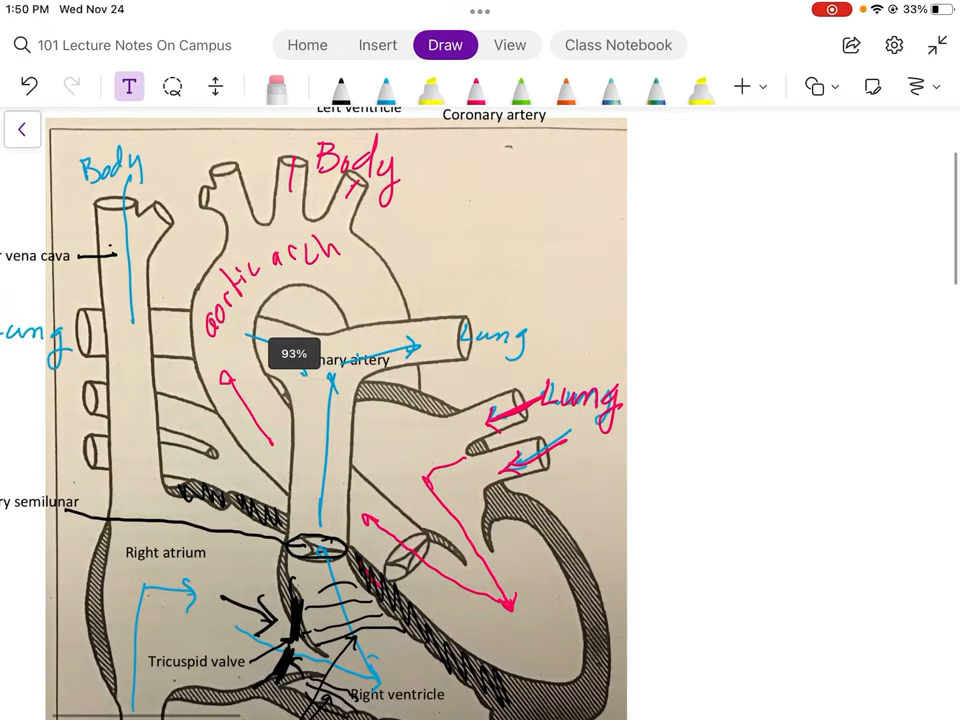 1:50 PM Wed Nov 24
33%
101 Lecture Notes On Campus
Home Insert Draw View Class Notebook
T
Left ventricle
Coronary artery
Body
Body
r vena cava
aortic arch
ung
Lung
93%
nary artery
Lung
ry semilunar
Right atrium
Tricuspid valve
Right ventricle